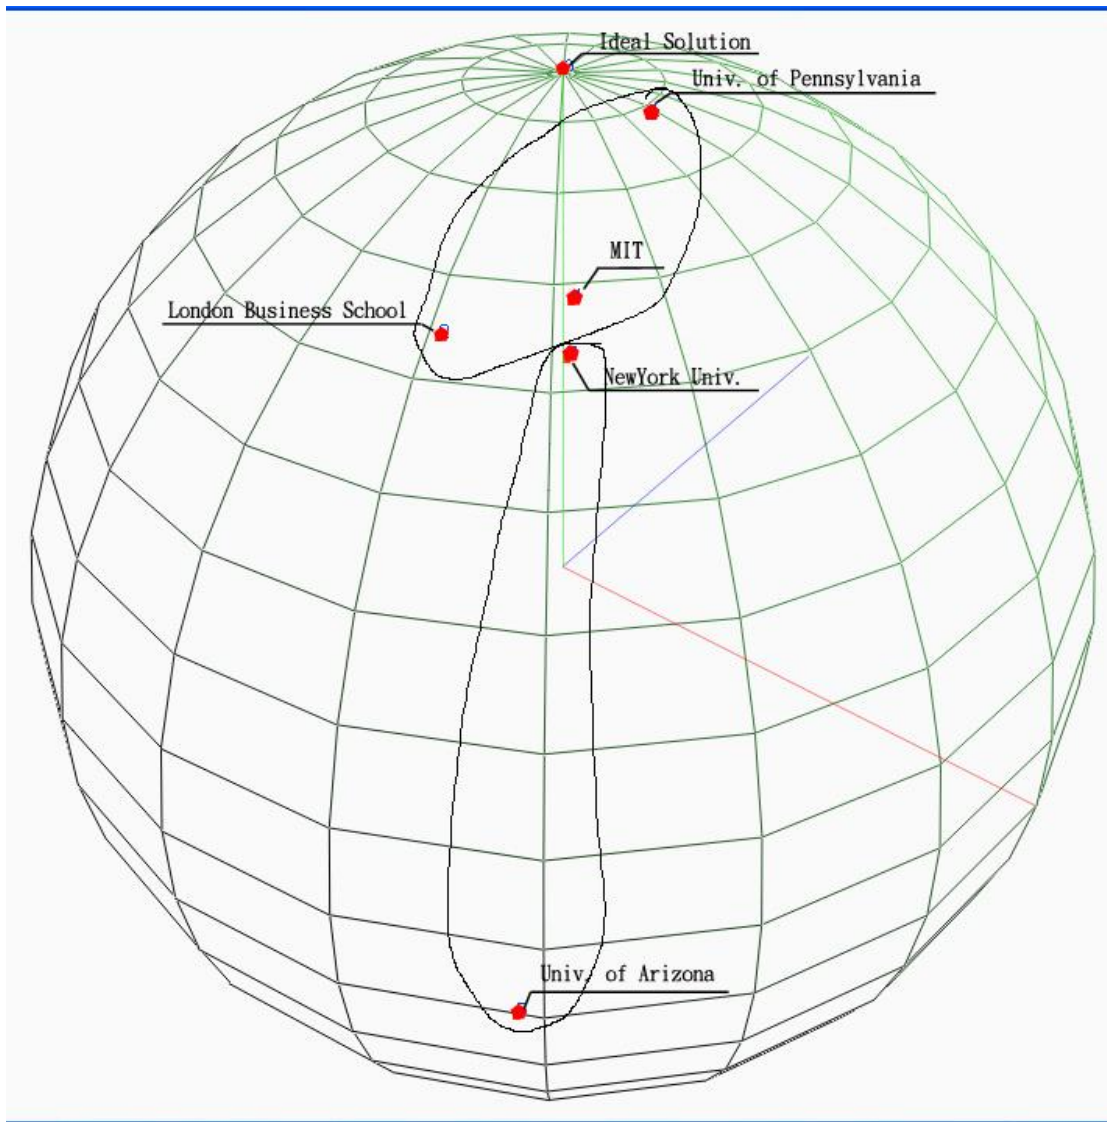 Ideal Solution
Univ. of Pennsylvania
MIT
London Business School
NewYork Univ.
Univ. of Arizona